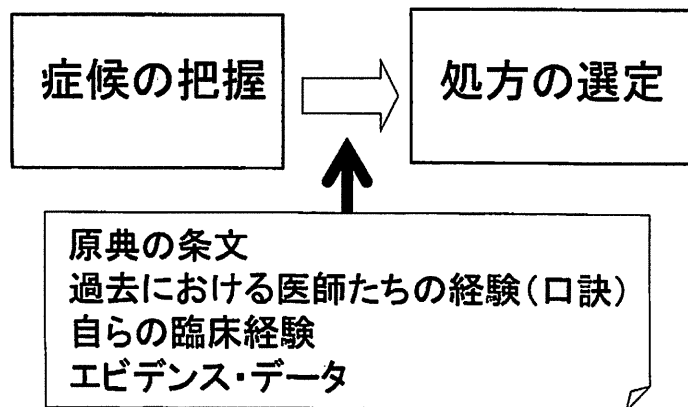 症候の把握
処方の選定
原典の条文
過去における医師たちの経験(口訣)
自らの臨床経験
エビデンス・データ